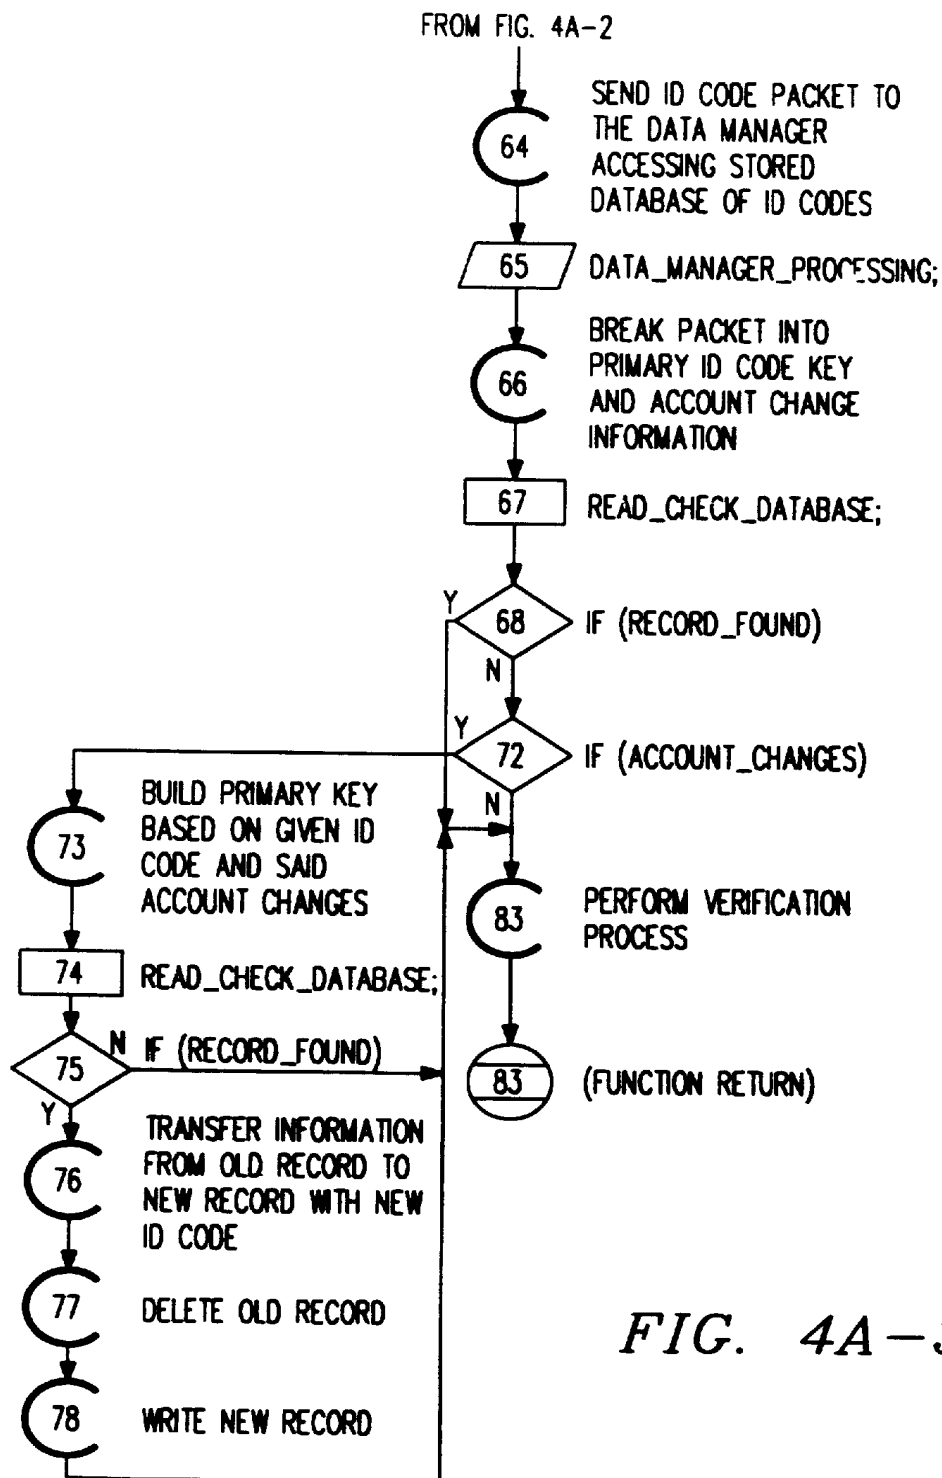 FROM FIG. 4A-2
64
SEND ID CODE PACKET TO
THE DATA MANAGER
ACCESSING STORED
DATABASE OF ID CODES
65
DATA_MANAGER_PROCESSING;
66
BREAK PACKET INTO
PRIMARY ID CODE KEY
AND ACCOUNT CHANGE
INFORMATION
67
READ_CHECK_DATABASE;
Y
68
IF (RECORD_FOUND)
N
Y
72
IF (ACCOUNT_CHANGES)
N
73
BUILD PRIMARY KEY
BASED ON GIVEN ID
CODE AND SAID
ACCOUNT CHANGES
83
PERFORM VERIFICATION
PROCESS
74
READ_CHECK_DATABASE;
75
N
IF (RECORD_FOUND)
Y
83
(FUNCTION RETURN)
76
TRANSFER INFORMATION
FROM OLD RECORD TO
NEW RECORD WITH NEW
ID CODE
77
DELETE OLD RECORD
78
WRITE NEW RECORD
FIG. 4A-